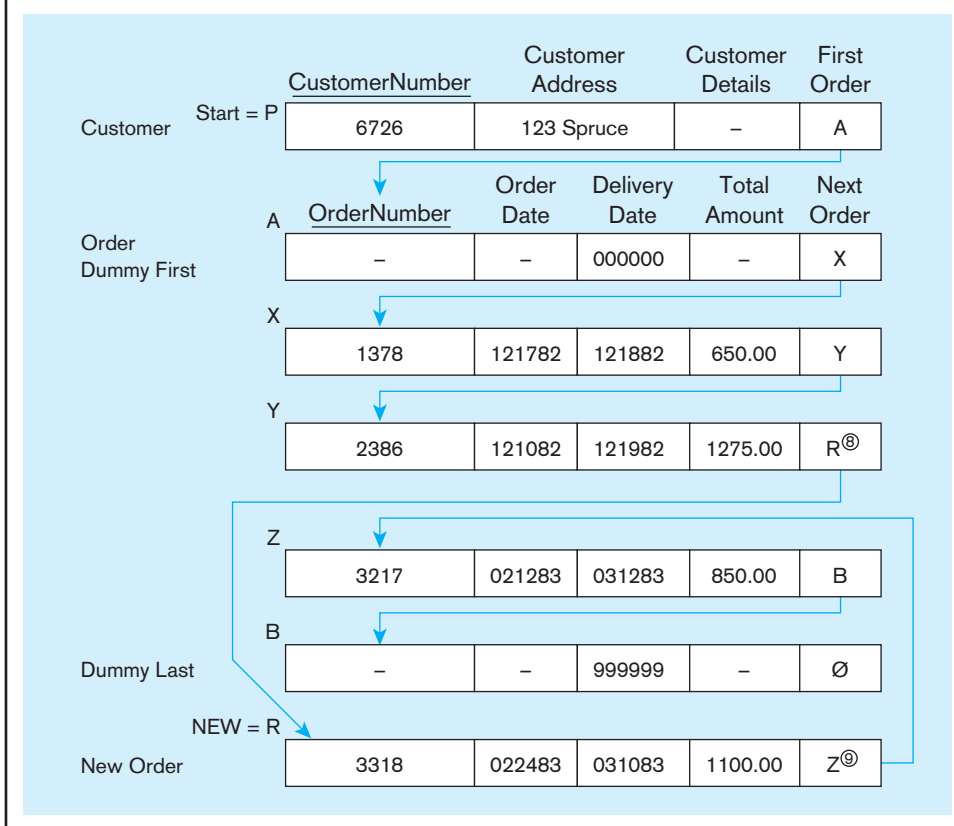 Customer Customer First
CustomerNumber Address Details Order
Start = P
Customer 6726 123 Spruce – A
Order Delivery Total Next
A OrderNumber Date Date Amount Order
Order
Dummy First – – 000000 – X
X
1378 121782 121882 650.00 Y
Y
2386 121082 121982 1275.00 R⑧
Z
3217 021283 031283 850.00 B
B
Dummy Last – – 999999 – Ø
NEW = R
New Order 3318 022483 031083 1100.00 Z⑨